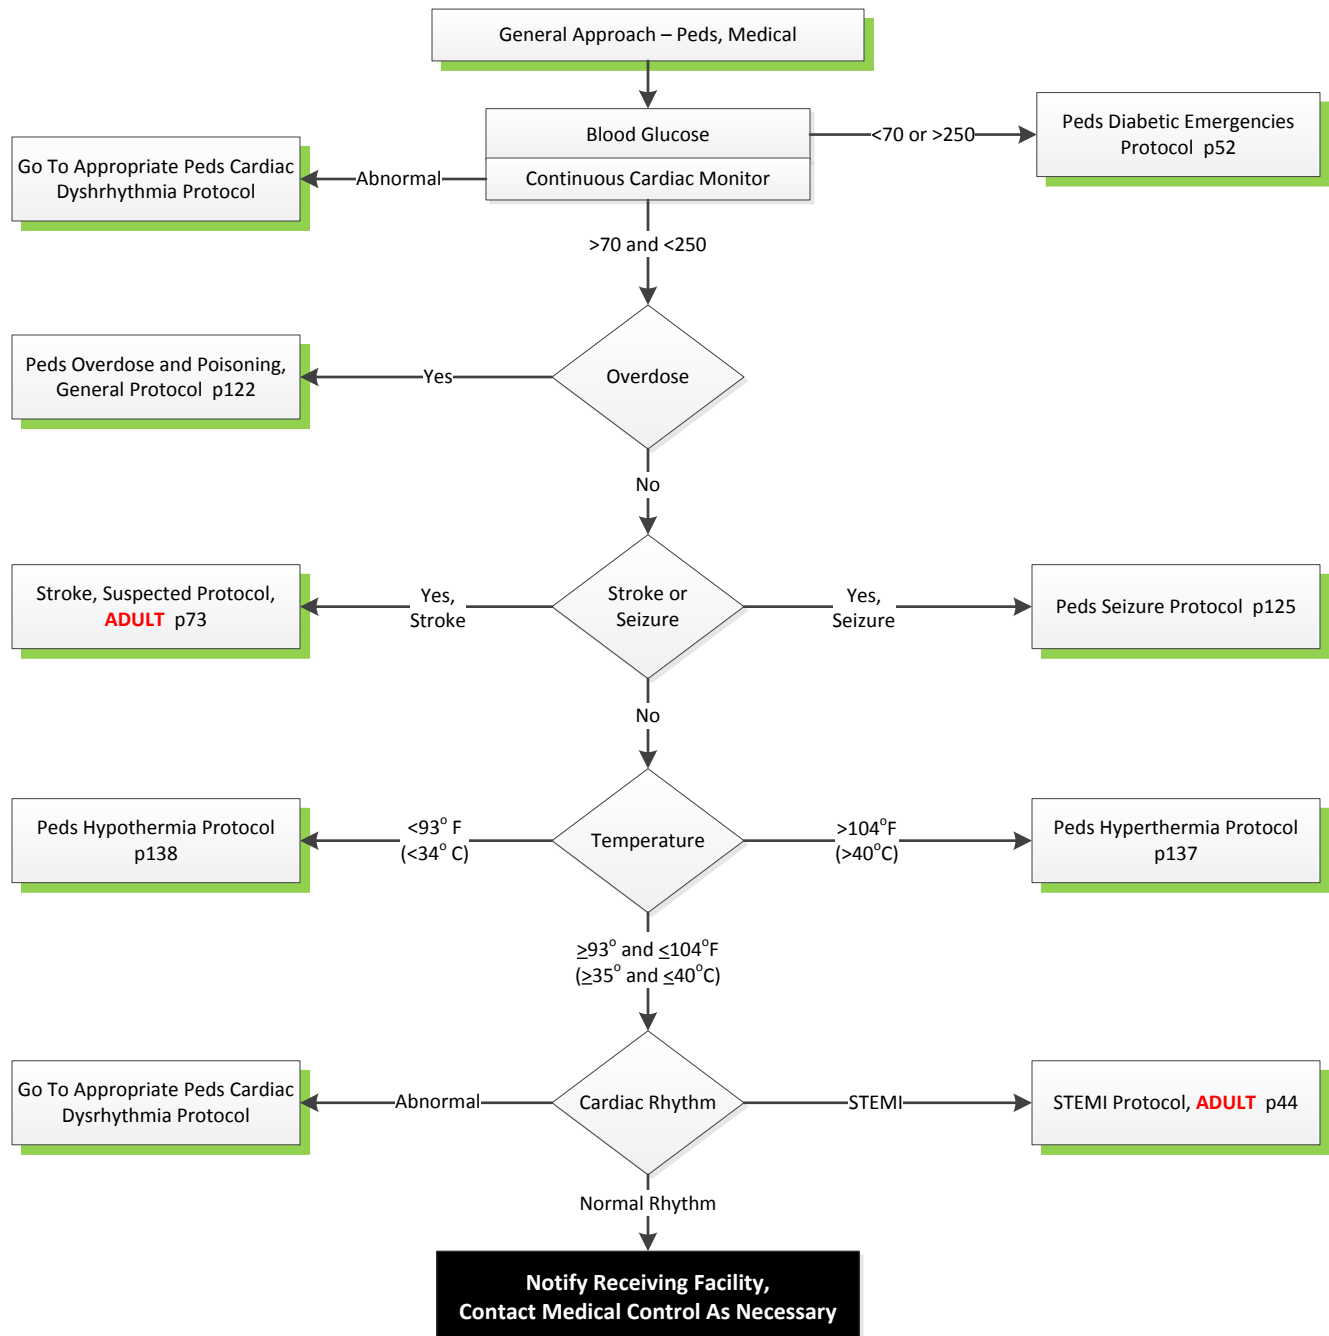 General Approach – Peds, Medical
Blood Glucose
<70 or >250
Peds Diabetic Emergencies
Protocol p52
Go To Appropriate Peds Cardiac
Dyshrhythmia Protocol
Abnormal
Continuous Cardiac Monitor
>70 and <250
Peds Overdose and Poisoning,
General Protocol p122
Yes
Overdose
No
Stroke, Suspected Protocol,
ADULT p73
Yes,
Stroke
Stroke or
Seizure
Yes,
Seizure
Peds Seizure Protocol p125
No
Peds Hypothermia Protocol
p138
<93° F
(<34° C)
Temperature
>104°F
(>40°C)
Peds Hyperthermia Protocol
p137
≥93° and ≤104°F
(≥35° and ≤40°C)
Go To Appropriate Peds Cardiac
Dysrhythmia Protocol
Abnormal
Cardiac Rhythm
STEMI
STEMI Protocol, ADULT p44
Normal Rhythm
Notify Receiving Facility,
Contact Medical Control As Necessary